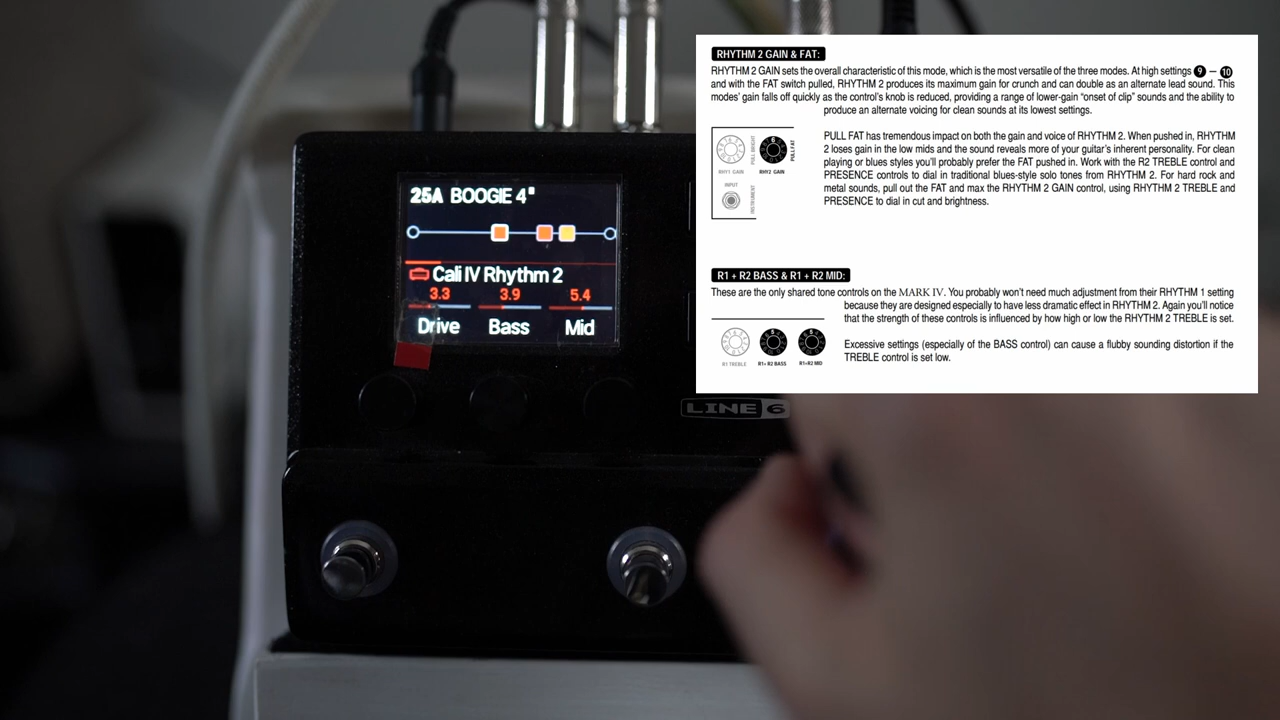 25A BOOGIE 4"
Cali IV Rhythm 2
3.3 3.9 5.4
Drive Bass Mid
LINE 6
RHYTHM 2 GAIN & FAT:
RHYTHM 2 GAIN sets the overall characteristic of this mode, which is the most versatile of the three modes. At high settings 9 – 10
and with the FAT switch pulled, RHYTHM 2 produces its maximum gain for crunch and can double as an alternate lead sound. This
modes' gain falls off quickly as the control's knob is reduced, providing a range of lower-gain "onset of clip" sounds and the ability to
produce an alternate voicing for clean sounds at its lowest settings.
PULL FAT has tremendous impact on both the gain and voice of RHYTHM 2. When pushed in, RHYTHM
2 loses gain in the low mids and the sound reveals more of your guitar's inherent personality. For clean
playing or blues styles you'll probably prefer the FAT pushed in. Work with the R2 TREBLE control and
PRESENCE controls to dial in traditional blues-style solo tones from RHYTHM 2. For hard rock and
metal sounds, pull out the FAT and max the RHYTHM 2 GAIN control, using RHYTHM 2 TREBLE and
PRESENCE to dial in cut and brightness.
PULL BRIGHT
PULL FAT
RHY1 GAIN RHY2 GAIN
INPUT
INSTRUMENT
R1 + R2 BASS & R1 + R2 MID:
These are the only shared tone controls on the MARK IV. You probably won't need much adjustment from their RHYTHM 1 setting
because they are designed especially to have less dramatic effect in RHYTHM 2. Again you'll notice
that the strength of these controls is influenced by how high or low the RHYTHM 2 TREBLE is set.
Excessive settings (especially of the BASS control) can cause a flubby sounding distortion if the
TREBLE control is set low.
R1 TREBLE R1+ R2 BASS R1+R2 MID